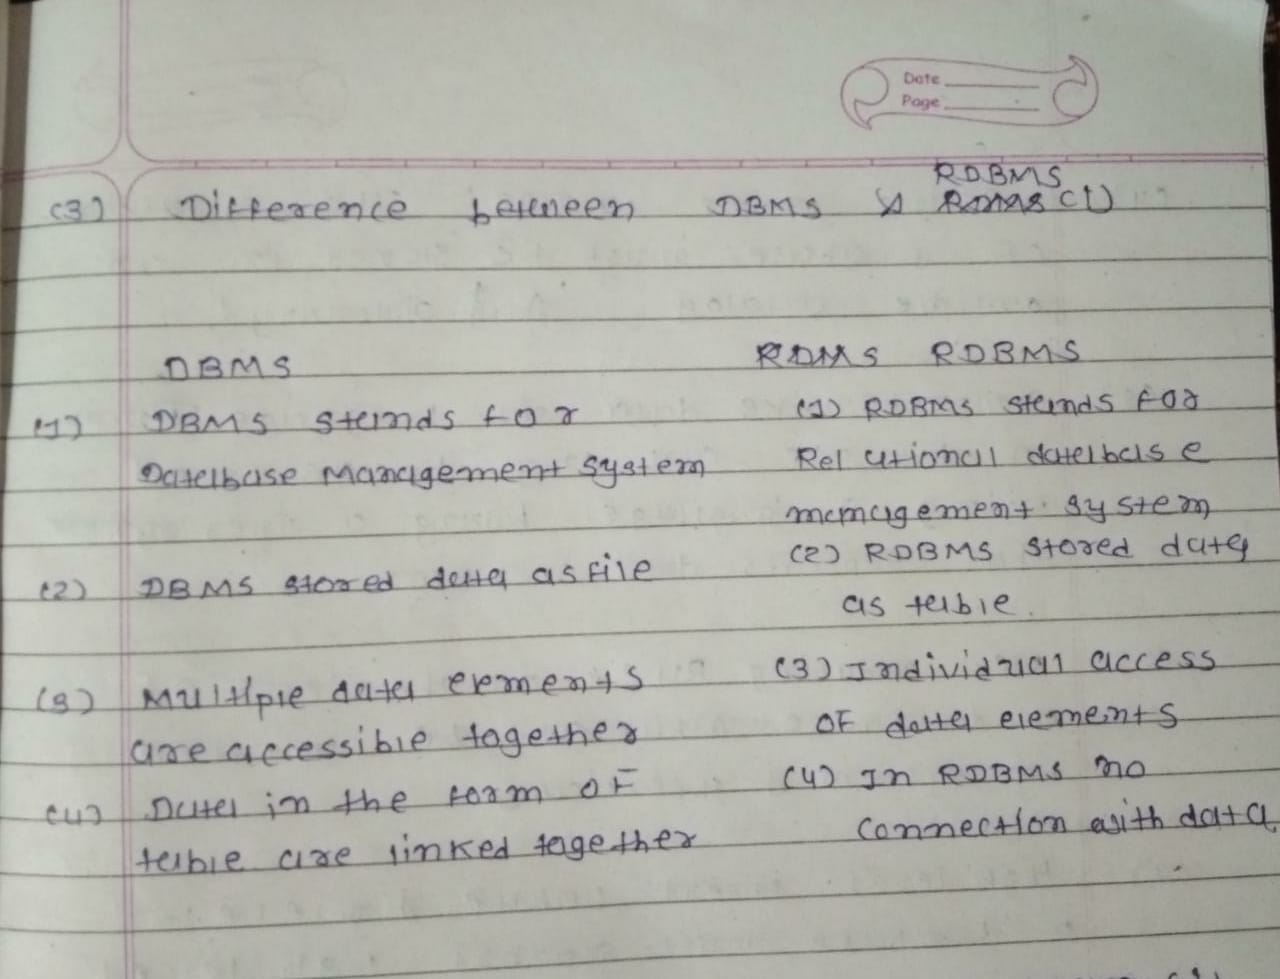 Date
Page
RDBMS
(3) Difference between DBMS & RDMS (1)
DBMS
RDMS RDBMS
(1) DBMS stands for
Database Management System
(1) RDBMS stands for
Relational database
management system
(2) DBMS stored data as file
(2) RDBMS stored data
as table.
(3) Multiple data elements
are accessible together
(3) Individual access
of data elements
(4) Data in the form of
table are linked together
(4) In RDBMS no
connection with data